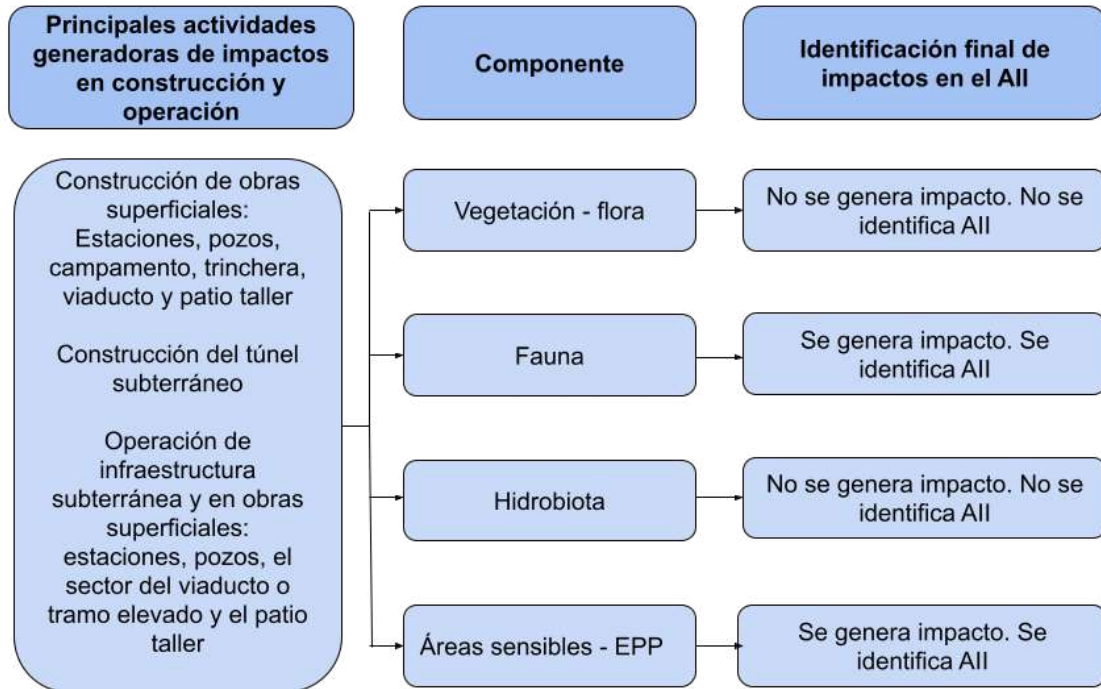 Principales actividades
generadoras de impactos
en construcción y
operación
Componente
Identificación final de
impactos en el AII
Construcción de obras
superficiales:
Estaciones, pozos,
campamento, trinchera,
viaducto y patio taller
Construcción del túnel
subterráneo
Operación de
infraestructura
subterránea y en obras
superficiales:
estaciones, pozos, el
sector del viaducto o
tramo elevado y el patio
taller
Vegetación - flora
No se genera impacto. No se
identifica AII
Fauna
Se genera impacto. Se
identifica AII
Hidrobiota
No se genera impacto. No se
identifica AII
Áreas sensibles - EPP
Se genera impacto. Se
identifica AII